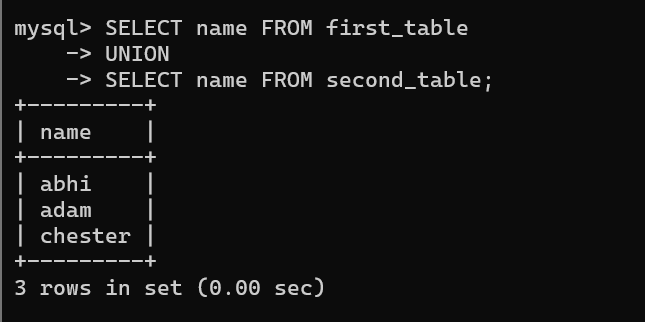 mysql> SELECT name FROM first_table
    -> UNION
    -> SELECT name FROM second_table;
+---------+
| name    |
+---------+
| abhi    |
| adam    |
| chester |
+---------+
3 rows in set (0.00 sec)